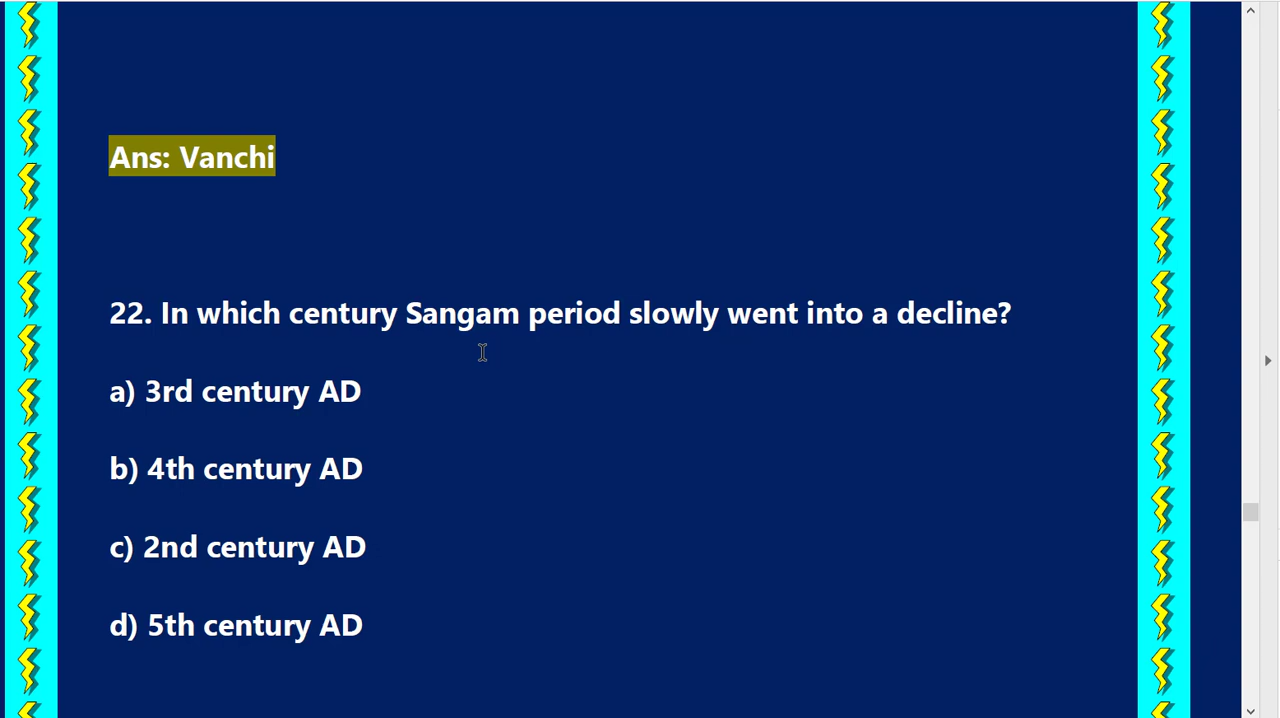 Ans: Vanchi
22. In which century Sangam period slowly went into a decline?
a) 3rd century AD
b) 4th century AD
c) 2nd century AD
d) 5th century AD